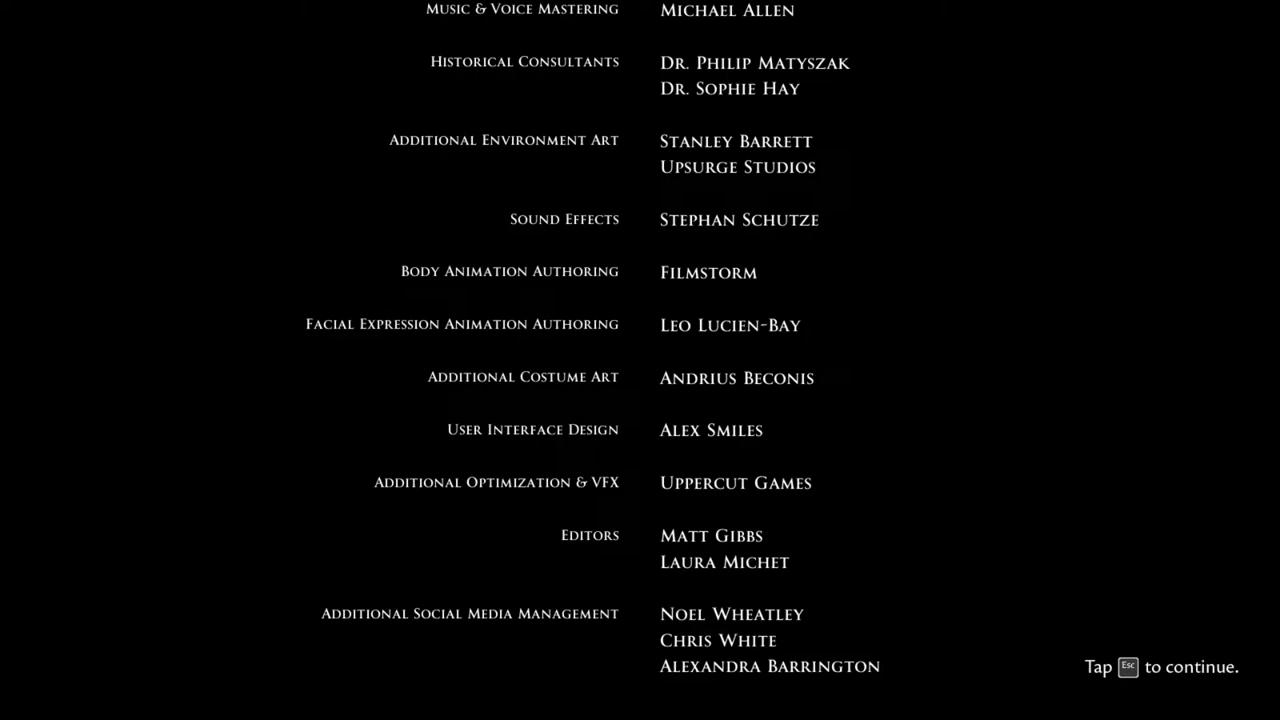 Music & Voice Mastering Michael Allen
Historical Consultants Dr. Philip Matyszak
Dr. Sophie Hay
Additional Environment Art Stanley Barrett
Upsurge Studios
Sound Effects Stephan Schutze
Body Animation Authoring Filmstorm
Facial Expression Animation Authoring Leo Lucien-Bay
Additional Costume Art Andrius Beconis
User Interface Design Alex Smiles
Additional Optimization & VFX Uppercut Games
Editors Matt Gibbs
Laura Michet
Additional Social Media Management Noel Wheatley
Chris White
Alexandra Barrington
Tap Esc to continue.